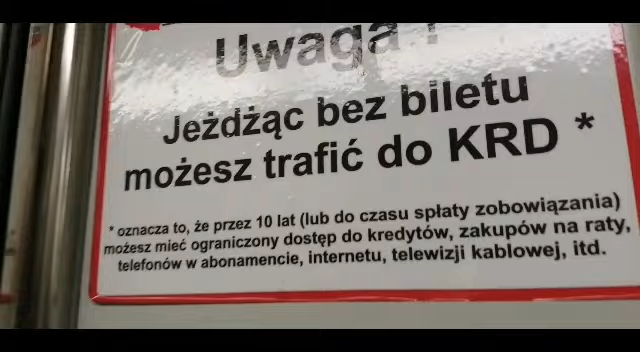 Uwaga !
Jeżdżąc bez biletu
możesz trafić do KRD *
* oznacza to, że przez 10 lat (lub do czasu spłaty zobowiązania)
możesz mieć ograniczony dostęp do kredytów, zakupów na raty,
telefonów w abonamencie, internetu, telewizji kablowej, itd.